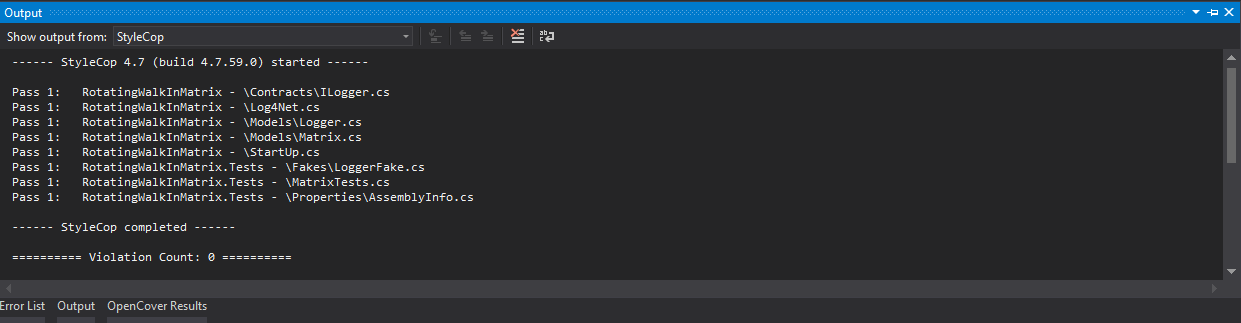 Output
Show output from: StyleCop
------ StyleCop 4.7 (build 4.7.59.0) started ------
Pass 1:   RotatingWalkInMatrix - \Contracts\ILogger.cs
Pass 1:   RotatingWalkInMatrix - \Log4Net.cs
Pass 1:   RotatingWalkInMatrix - \Models\Logger.cs
Pass 1:   RotatingWalkInMatrix - \Models\Matrix.cs
Pass 1:   RotatingWalkInMatrix - \StartUp.cs
Pass 1:   RotatingWalkInMatrix.Tests - \Fakes\LoggerFake.cs
Pass 1:   RotatingWalkInMatrix.Tests - \MatrixTests.cs
Pass 1:   RotatingWalkInMatrix.Tests - \Properties\AssemblyInfo.cs
------ StyleCop completed ------
========== Violation Count: 0 ==========
Error List Output OpenCover Results